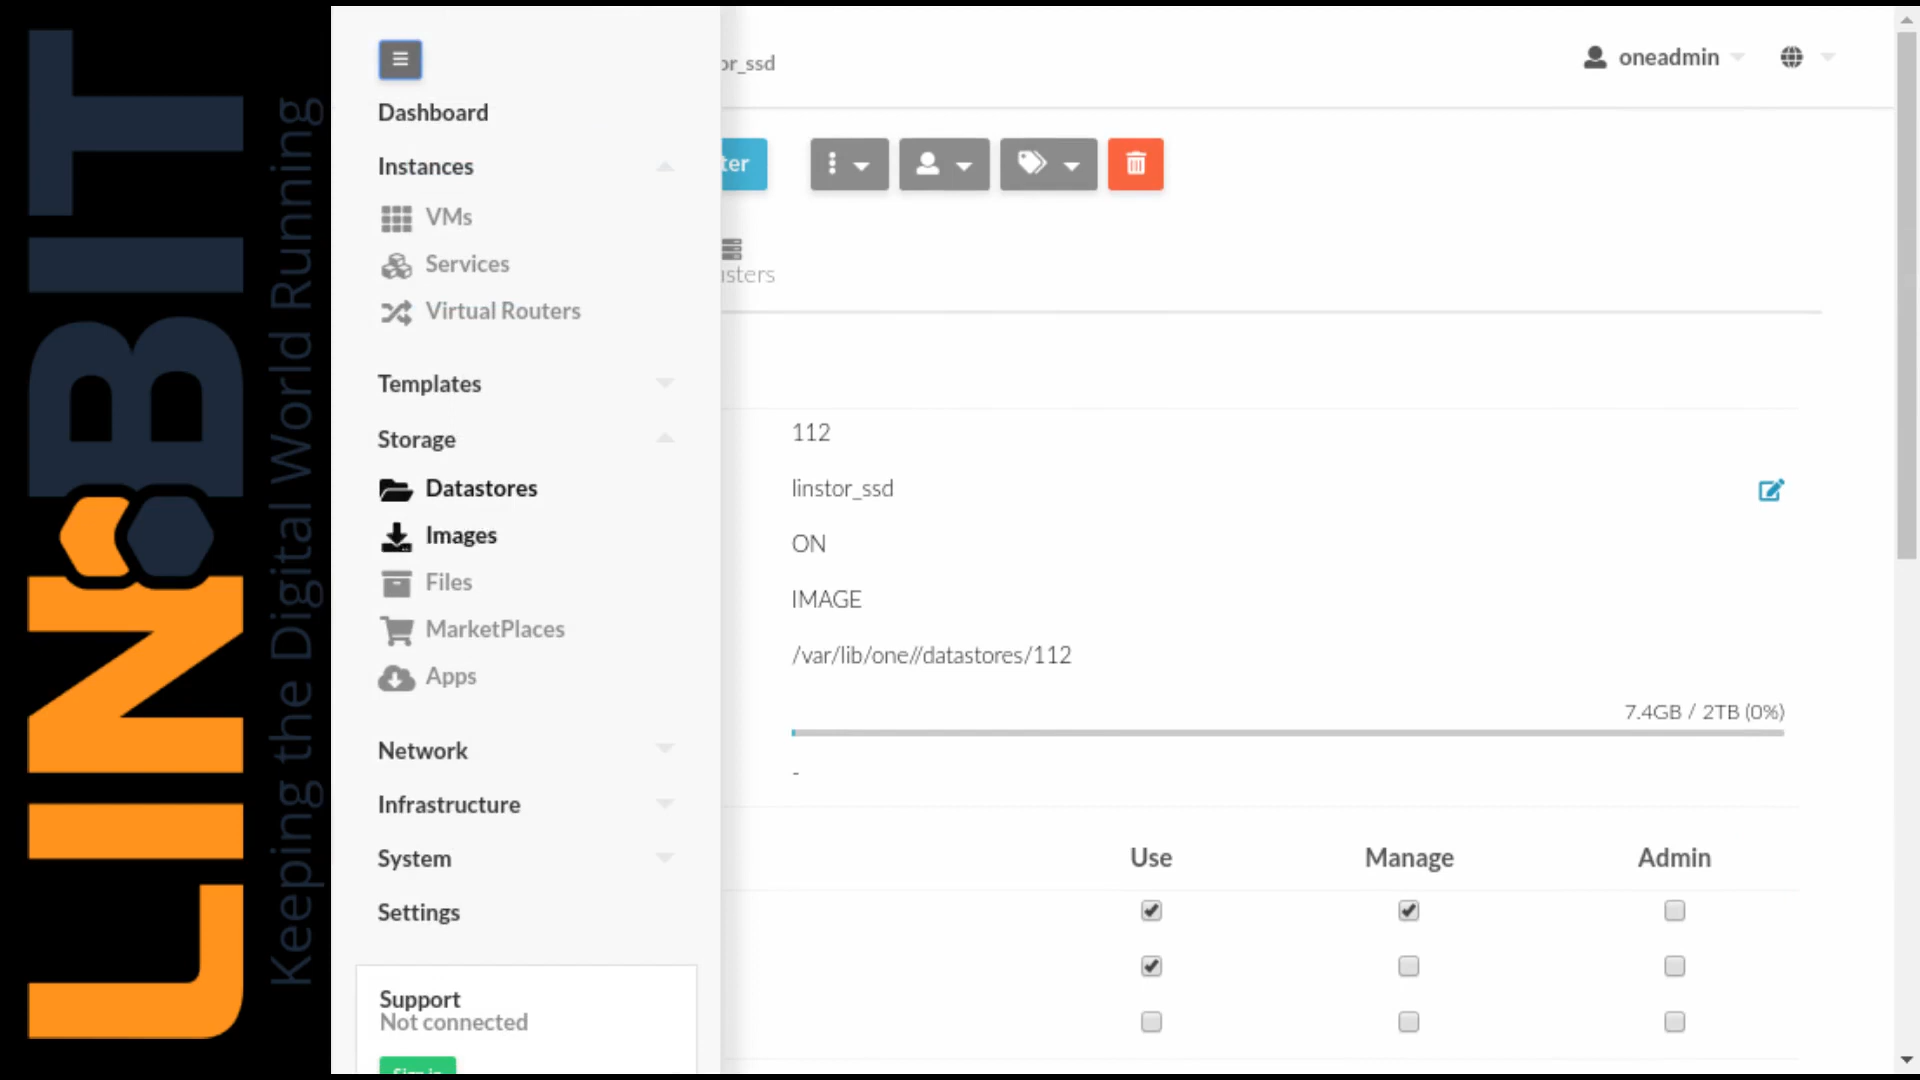 LINBIT
Keeping the Digital World Running
Dashboard
Instances
VMs
Services
Virtual Routers
Templates
Storage
Datastores
Images
Files
MarketPlaces
Apps
Network
Infrastructure
System
Settings
Support
Not connected
or_ssd
oneadmin
ter
usters
112
linstor_ssd
ON
IMAGE
/var/lib/one//datastores/112
7.4GB / 2TB (0%)
-
Use Manage Admin